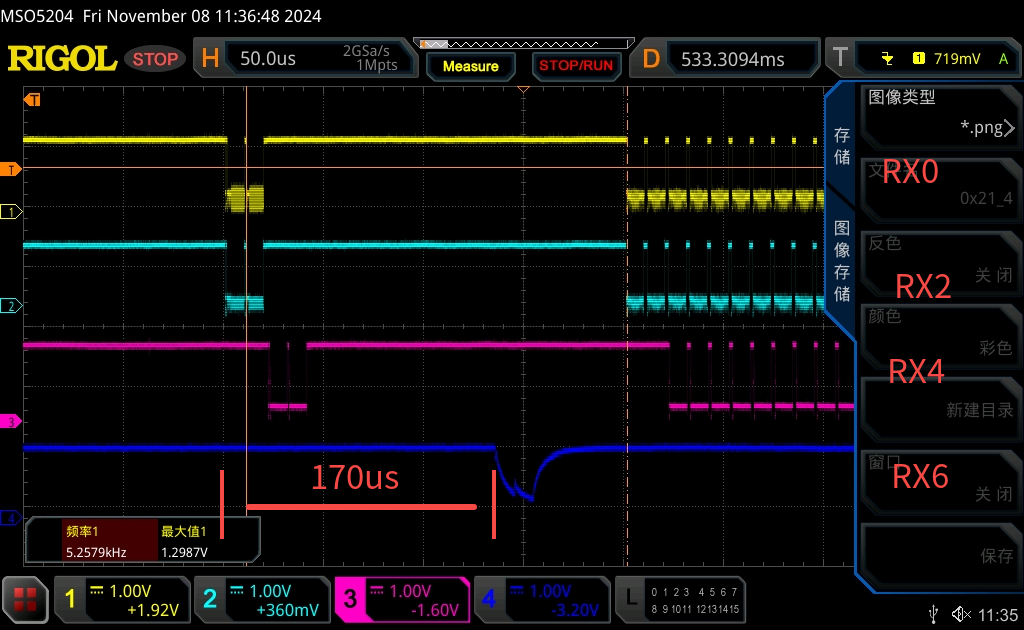 MSO5204 Fri November 08 11:36:48 2024
RIGOL
STOP
H
50.0us
2GSa/s
1Mpts
Measure
STOP/RUN
D
533.3094ms
T
1
719mV
A
T
T
1
2
3
4
存储
图像存储
图像类型
*.png
文件名
0x21_4
RX0
反色
关闭
RX2
颜色
彩色
RX4
新建目录
窗口
关闭
RX6
保存
170us
频率1
5.2579kHz
最大值1
1.2987V
1
1.00V
+1.92V
2
1.00V
+360mV
3
1.00V
-1.60V
4
1.00V
-3.20V
L
0 1 2 3 4 5 6 7
8 9 10 11 12 13 14 15
11:35